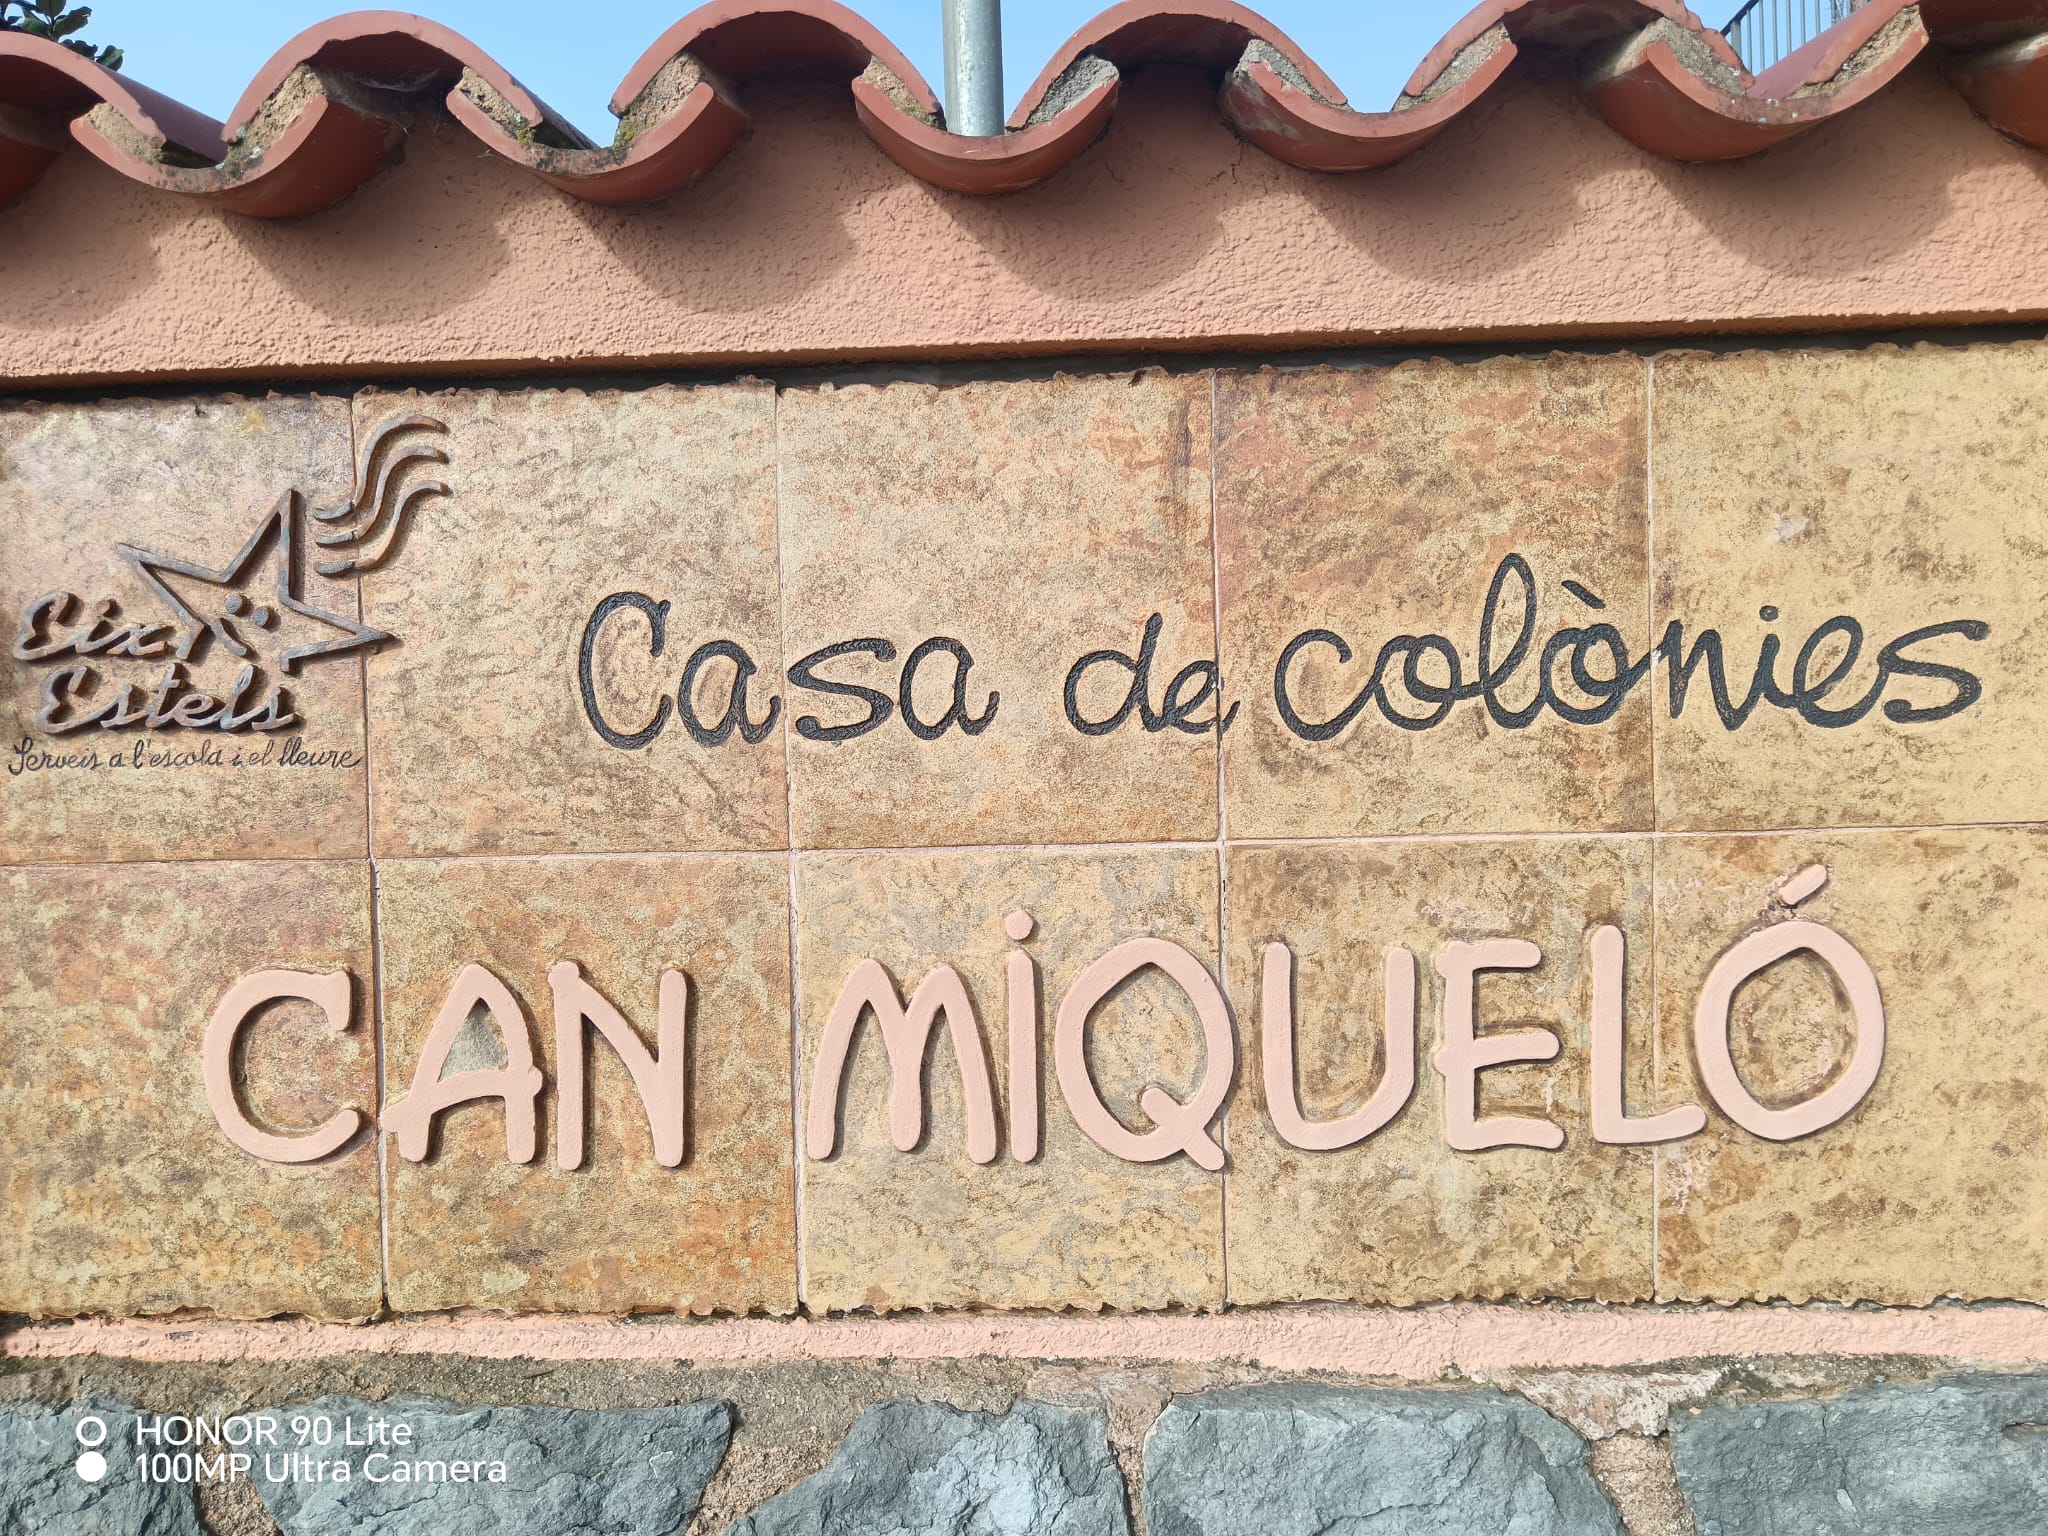 Eix
Estels
Serveis a l'escola i el lleure
Casa de colònies
CAN MiQUELÓ
HONOR 90 Lite
100MP Ultra Camera